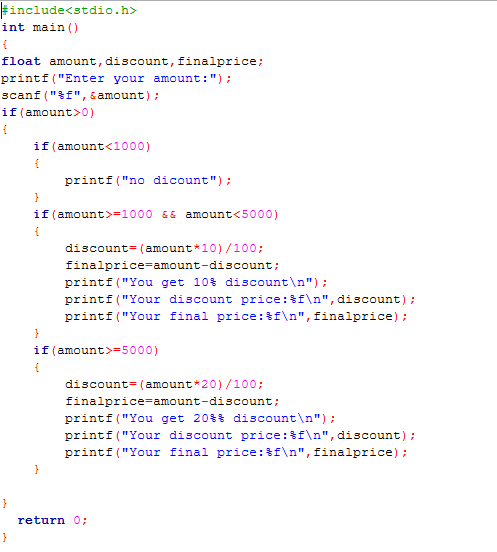 #include<stdio.h>
int main()
{
float amount,discount,finalprice;
printf("Enter your amount:");
scanf("%f",&amount);
if(amount>0)
{
    if(amount<1000)
    {
        printf("no dicount");
    }
    if(amount>=1000 && amount<5000)
    {
        discount=(amount*10)/100;
        finalprice=amount-discount;
        printf("You get 10% discount\n");
        printf("Your discount price:%f\n",discount);
        printf("Your final price:%f\n",finalprice);
    }
    if(amount>=5000)
    {
        discount=(amount*20)/100;
        finalprice=amount-discount;
        printf("You get 20%% discount\n");
        printf("Your discount price:%f\n",discount);
        printf("Your final price:%f\n",finalprice);
    }

}
  return 0;
}